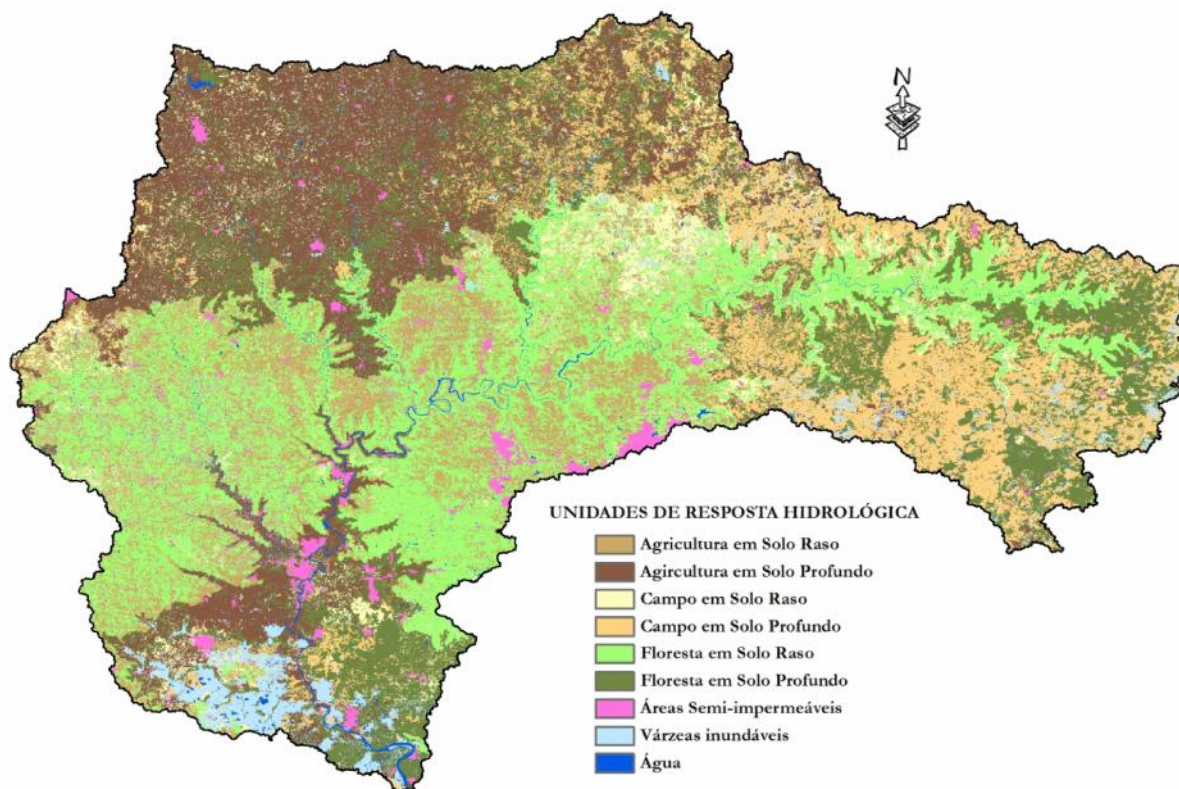 N
UNIDADES DE RESPOSTA HIDROLÓGICA
Agricultura em Solo Raso
Agircultura em Solo Profundo
Campo em Solo Raso
Campo em Solo Profundo
Floresta em Solo Raso
Floresta em Solo Profundo
Áreas Semi-impermeáveis
Várzeas inundáveis
Água